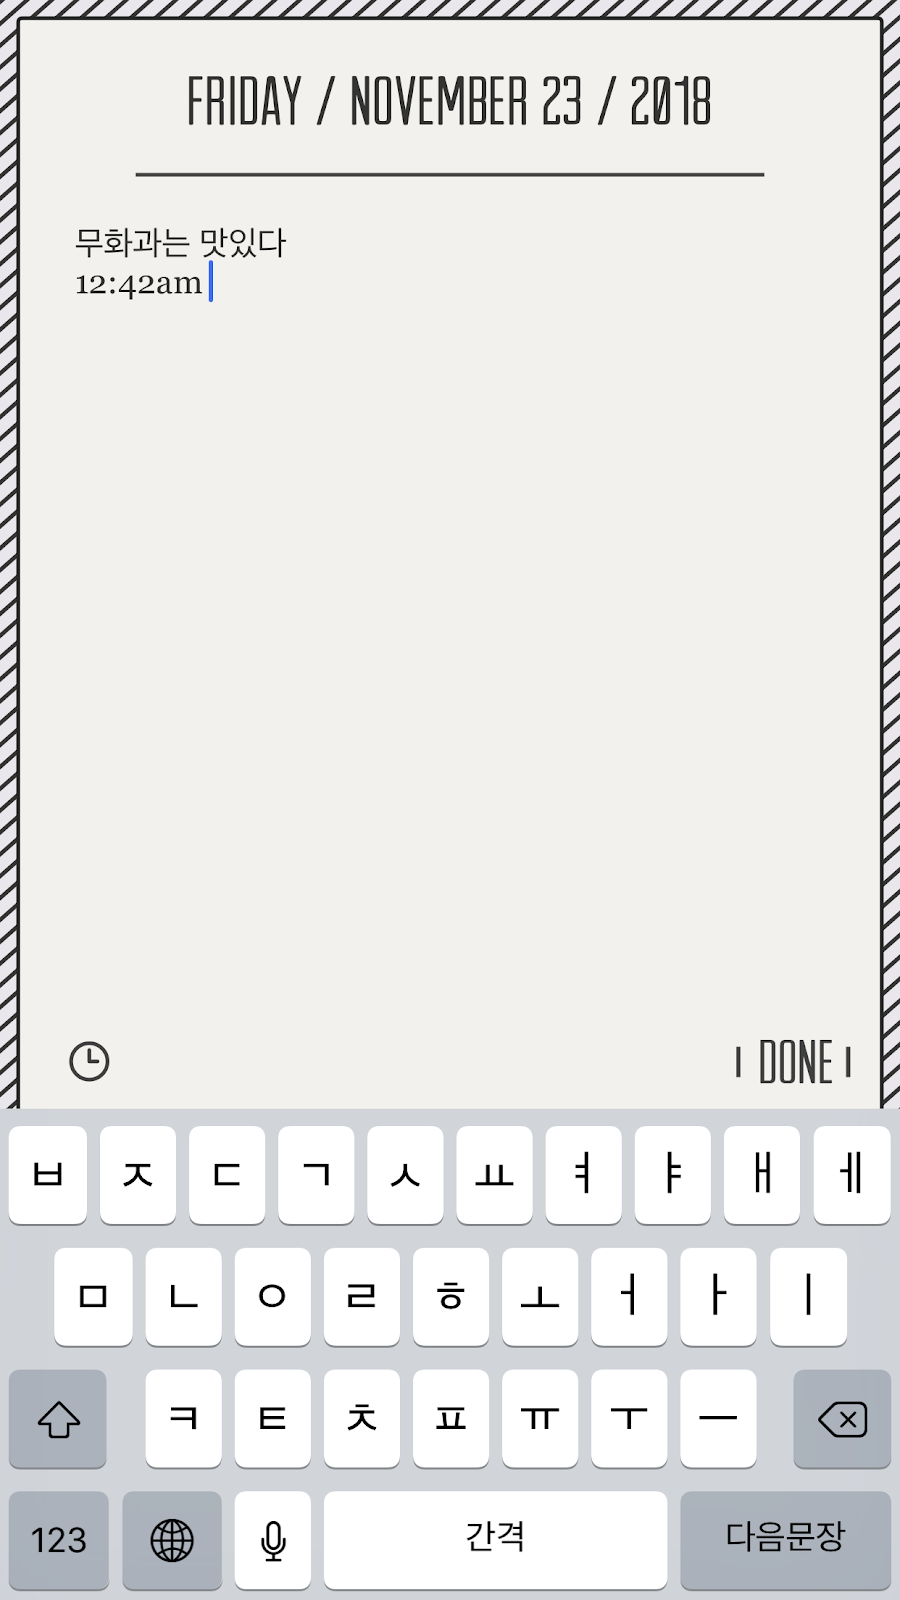 FRIDAY / NOVEMBER 23 / 2018
무화과는 맛있다
12:42am
DONE
ㅂ ㅈ ㄷ ㄱ ㅅ ㅛ ㅕ ㅑ ㅐ ㅔ
ㅁ ㄴ ㅇ ㄹ ㅎ ㅗ ㅓ ㅏ ㅣ
ㅋ ㅌ ㅊ ㅍ ㅠ ㅜ ㅡ
123 간격 다음문장